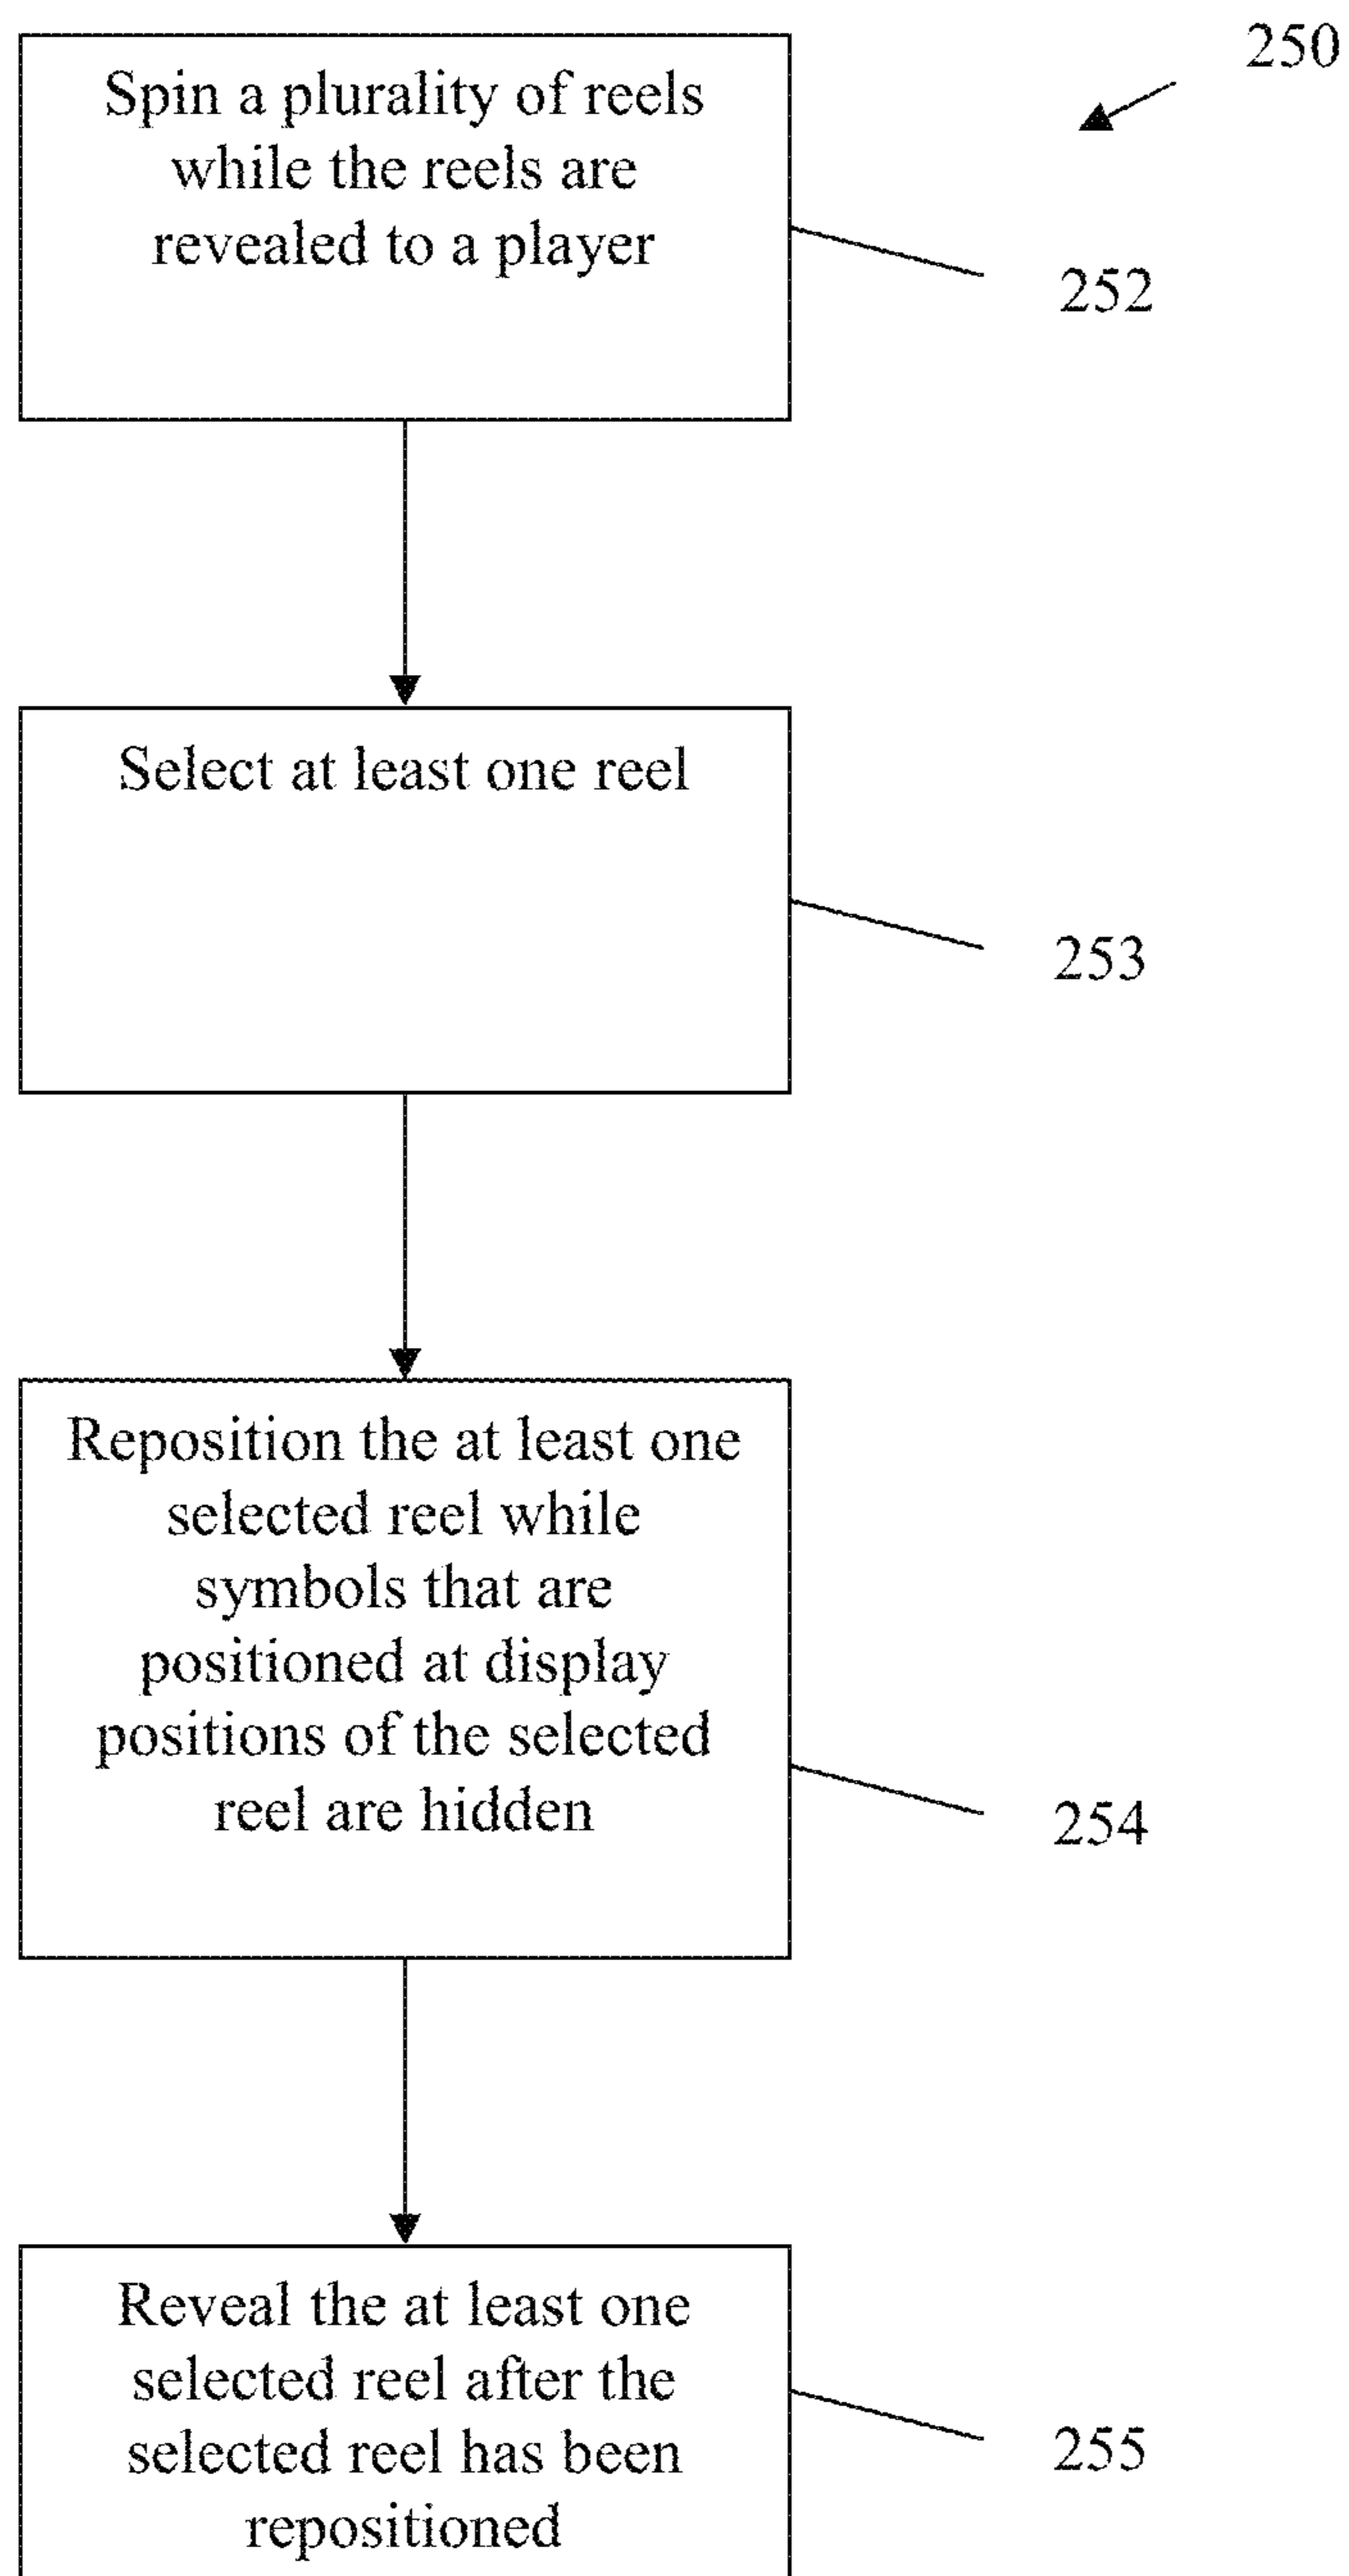 250
Spin a plurality of reels
while the reels are
revealed to a player
252
Select at least one reel
253
Reposition the at least one
selected reel while
symbols that are
positioned at display
positions of the selected
reel are hidden
254
Reveal the at least one
selected reel after the
selected reel has been
repositioned
255